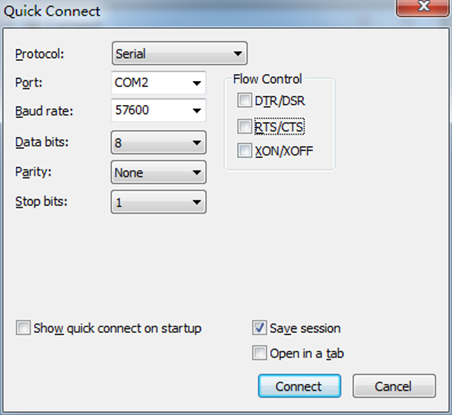 Quick Connect
Protocol: Serial
Port: COM2
Flow Control
DTR/DSR
Baud rate: 57600
RTS/CTS
Data bits: 8
XON/XOFF
Parity: None
Stop bits: 1
Show quick connect on startup
Save session
Open in a tab
Connect Cancel